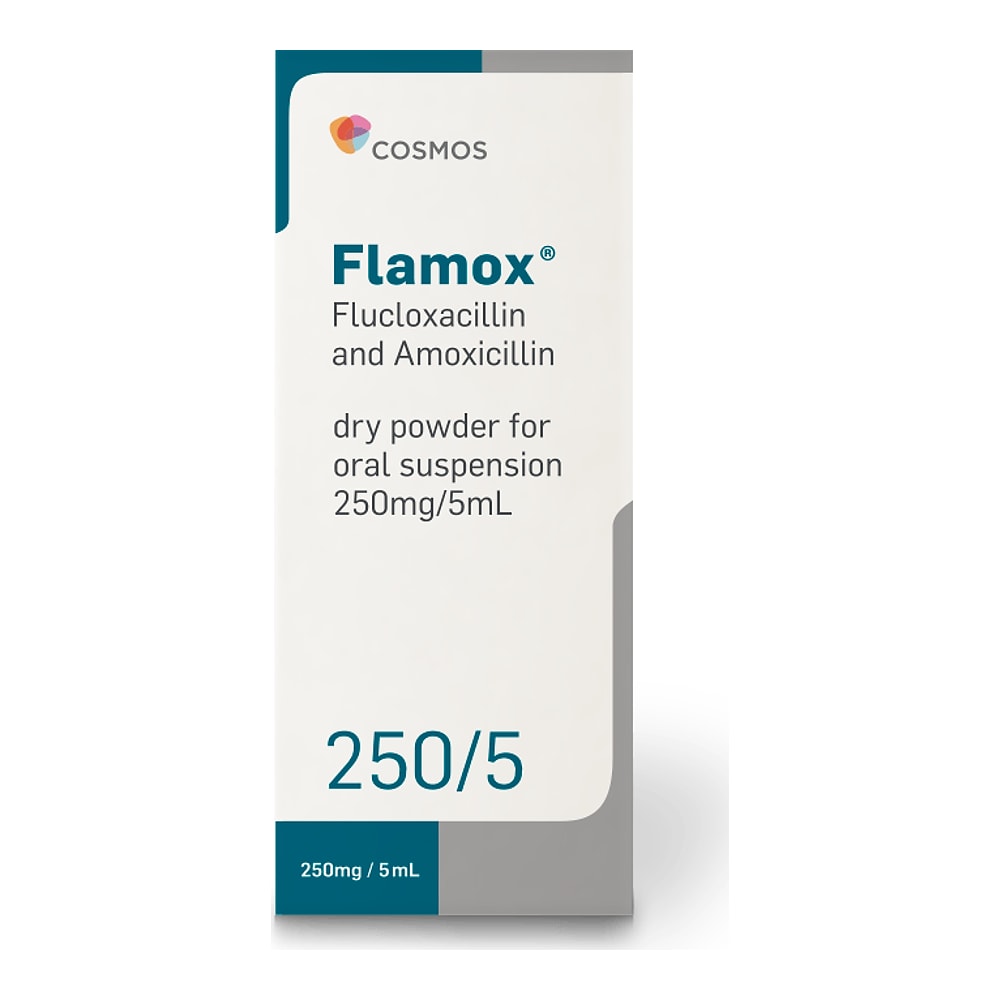 COSMOS
Flamox®
Flucloxacillin
and Amoxicillin
dry powder for
oral suspension
250mg/5mL
250/5
250mg / 5mL